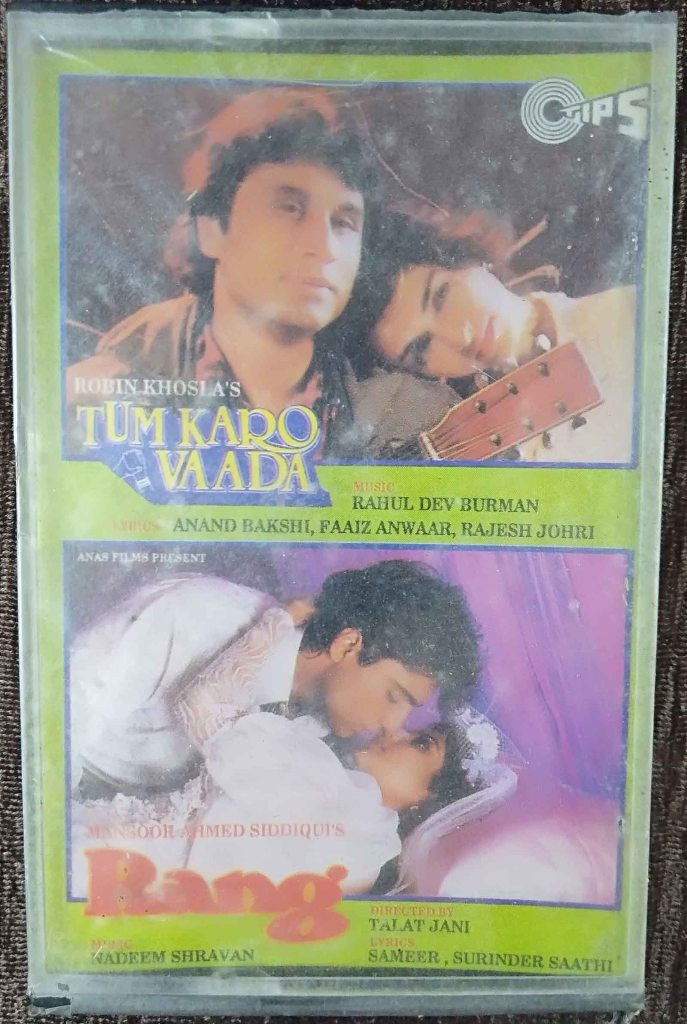 TIPS
ROBIN KHOSLA'S
TUM KARO
VAADA
MUSIC
RAHUL DEV BURMAN
LYRICS ANAND BAKSHI, FAAIZ ANWAAR, RAJESH JOHRI
ANAS FILMS PRESENT
MANSOOR AHMED SIDDIQUI'S
Rang
DIRECTED BY
TALAT JANI
MUSIC
NADEEM SHRAVAN
LYRICS
SAMEER , SURINDER SAATHI